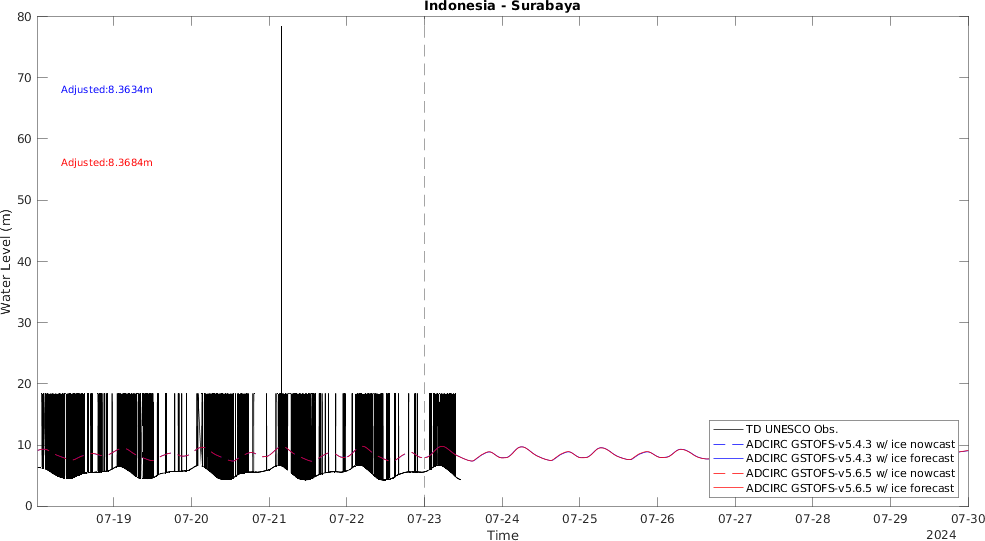 Indonesia - Surabaya
80
70
60
50
40
30
20
10
0
Water Level (m)
Adjusted:8.3634m
Adjusted:8.3684m
TD UNESCO Obs.
ADCIRC GSTOFS-v5.4.3 w/ ice nowcast
ADCIRC GSTOFS-v5.4.3 w/ ice forecast
ADCIRC GSTOFS-v5.6.5 w/ ice nowcast
ADCIRC GSTOFS-v5.6.5 w/ ice forecast
07-19 07-20 07-21 07-22 07-23 07-24 07-25 07-26 07-27 07-28 07-29 07-30
Time
2024